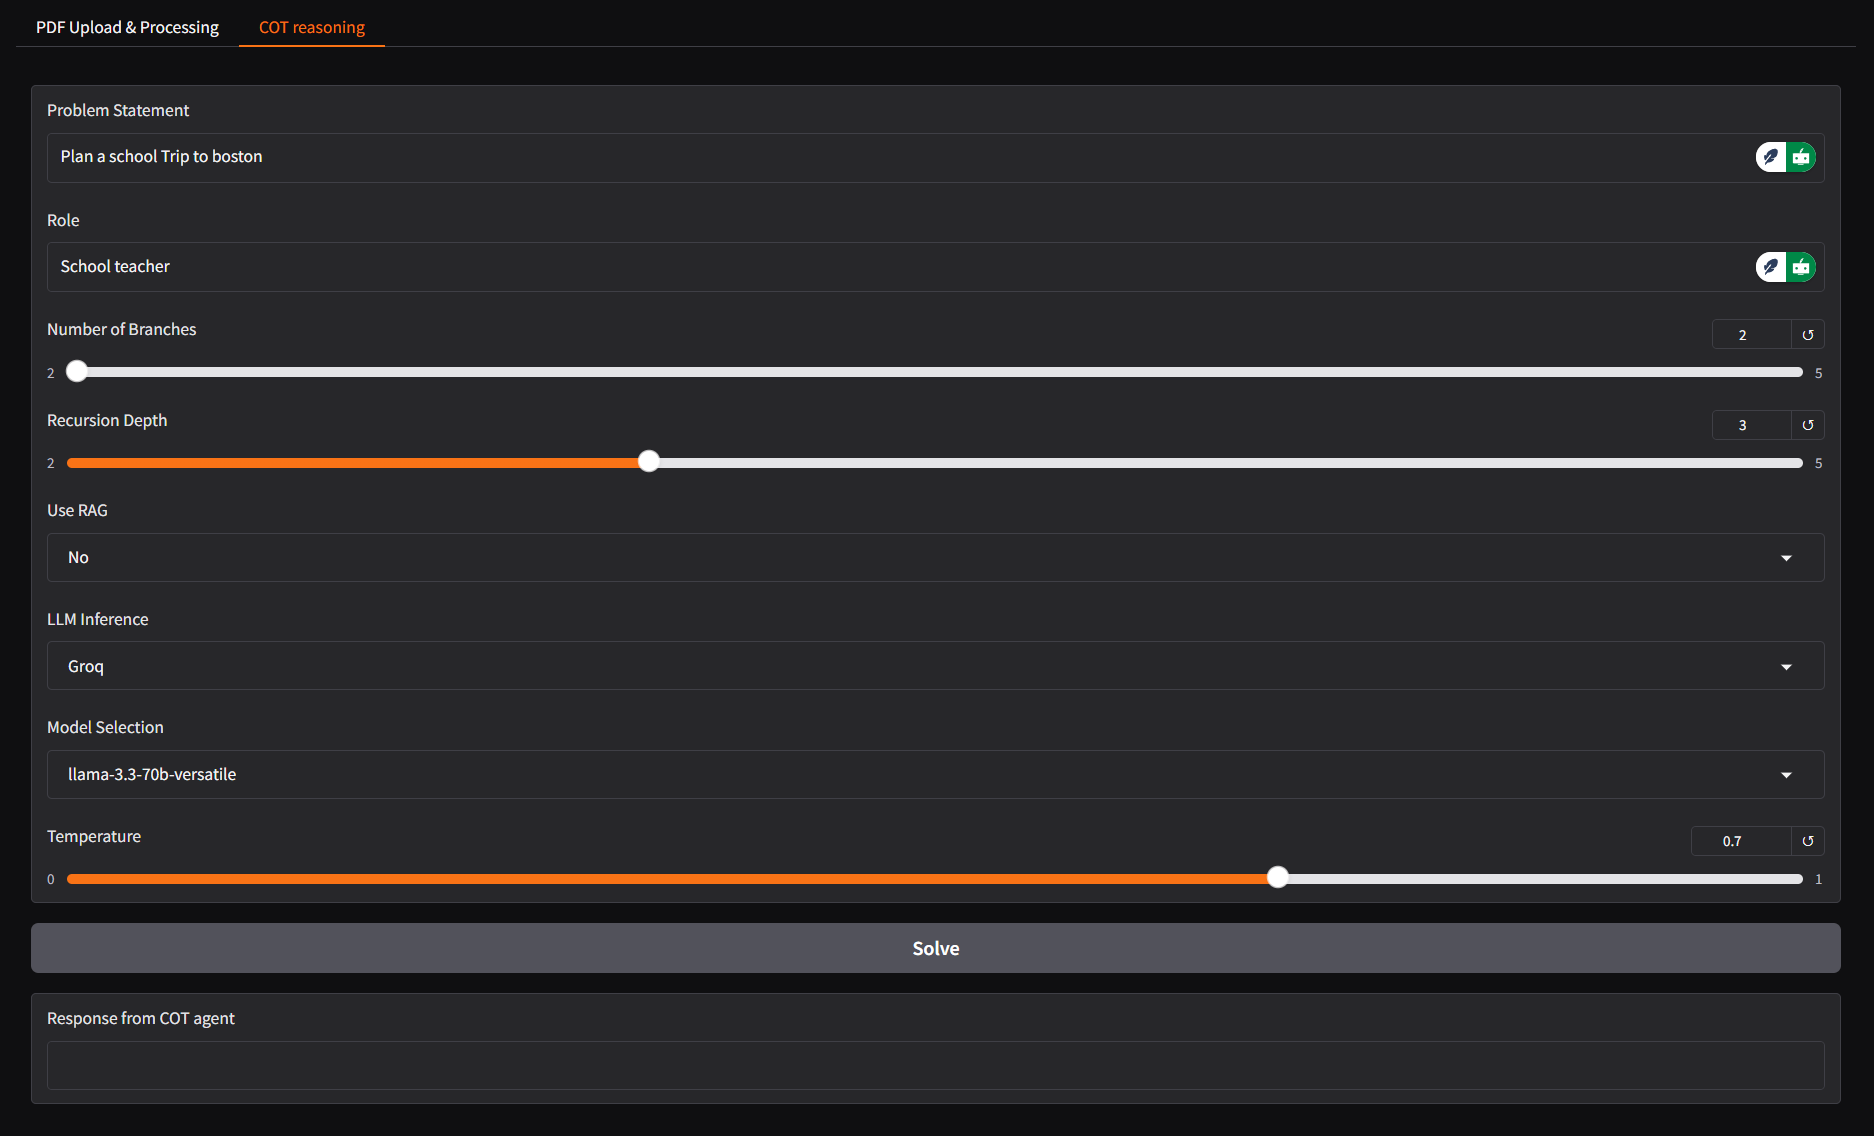 PDF Upload & Processing
COT reasoning
Problem Statement
Plan a school Trip to boston
Role
School teacher
Number of Branches
2
2
5
Recursion Depth
3
2
5
Use RAG
No
LLM Inference
Groq
Model Selection
llama-3.3-70b-versatile
Temperature
0.7
0
1
Solve
Response from COT agent